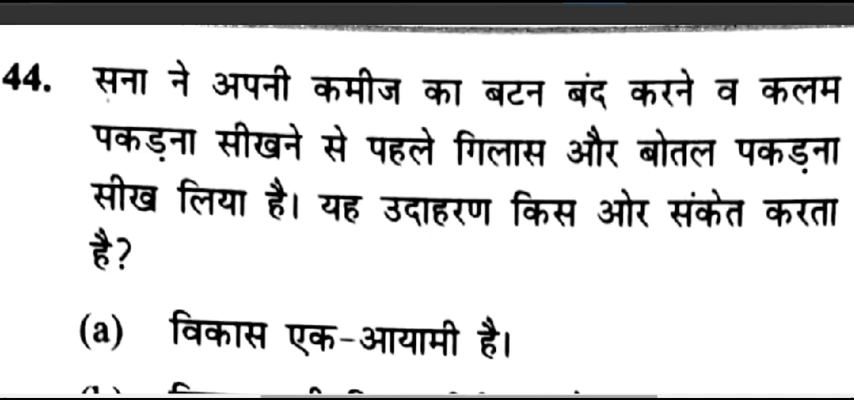 44. सना ने अपनी कमीज का बटन बंद करने व कलम
पकड़ना सीखने से पहले गिलास और बोतल पकड़ना
सीख लिया है। यह उदाहरण किस ओर संकेत करता
है?
(a) विकास एक-आयामी है।